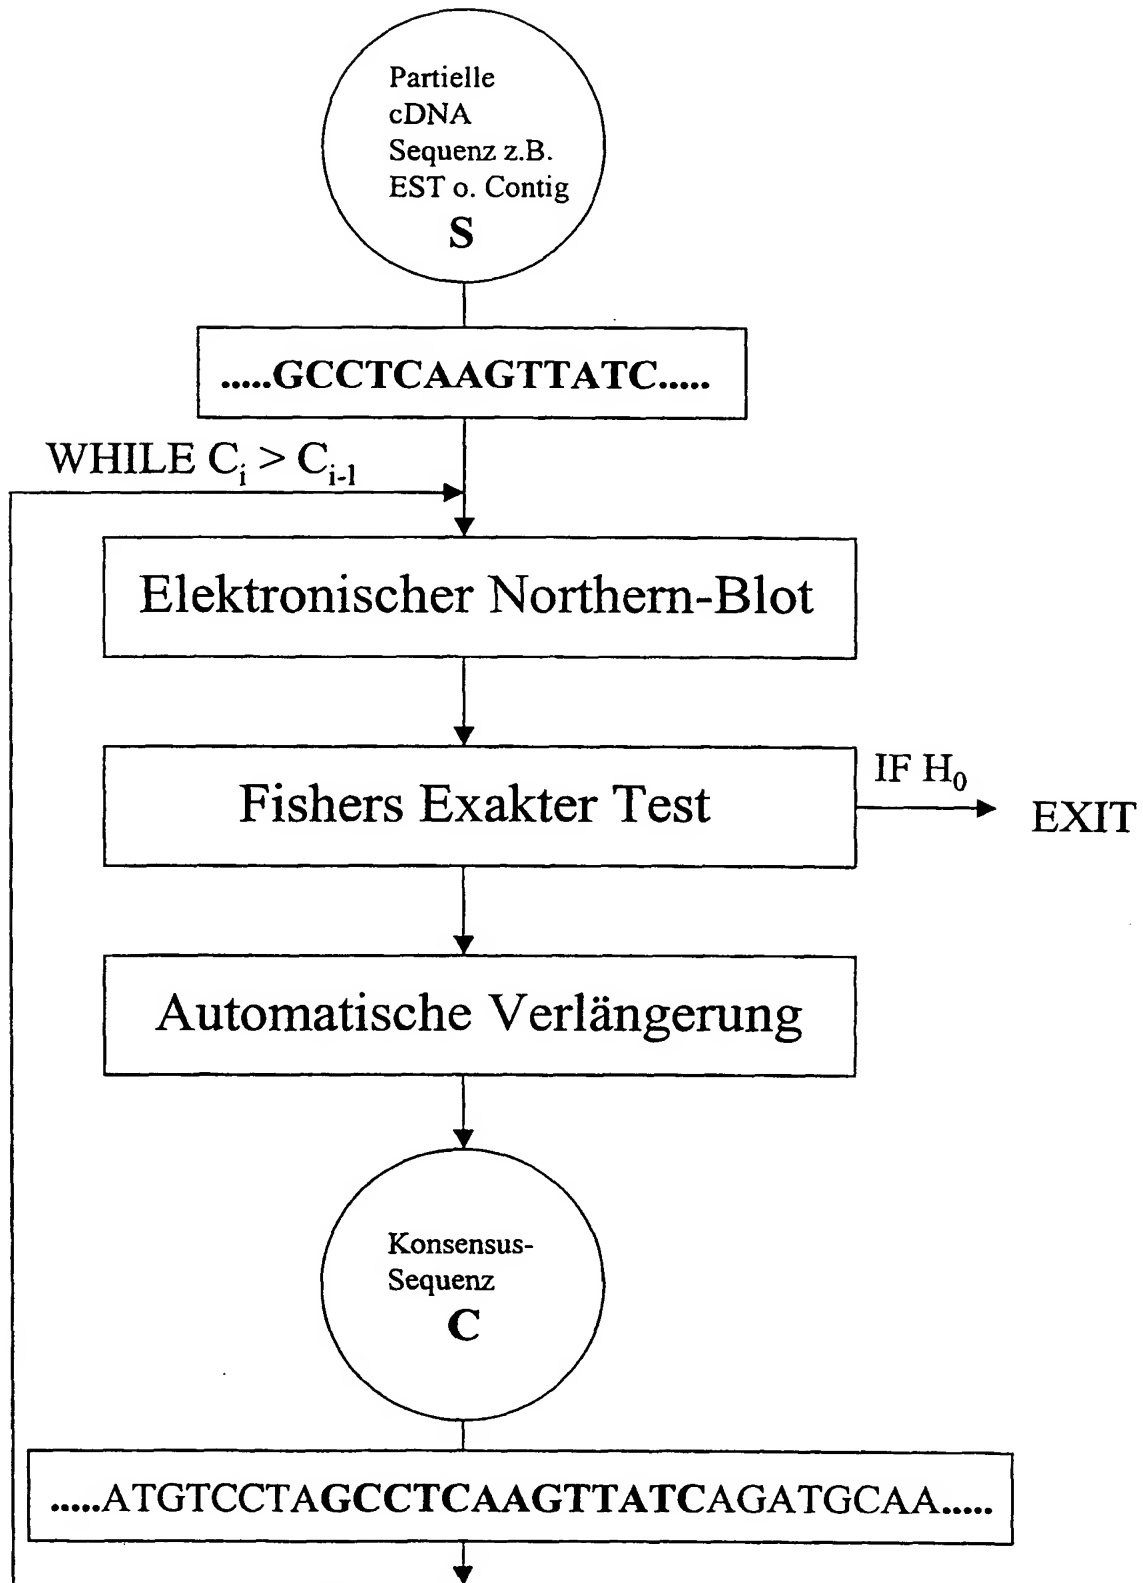 Partielle
cDNA
Sequenz z.B.
EST o. Contig
S
.....GCCTCAAGTTATC.....
WHILE Ci > Ci-1
Elektronischer Northern-Blot
Fishers Exakter Test
IF H0
EXIT
Automatische Verlängerung
Konsensus-
Sequenz
C
.....ATGTCCTAGCCTCAAGTTATCAGATGCAA.....